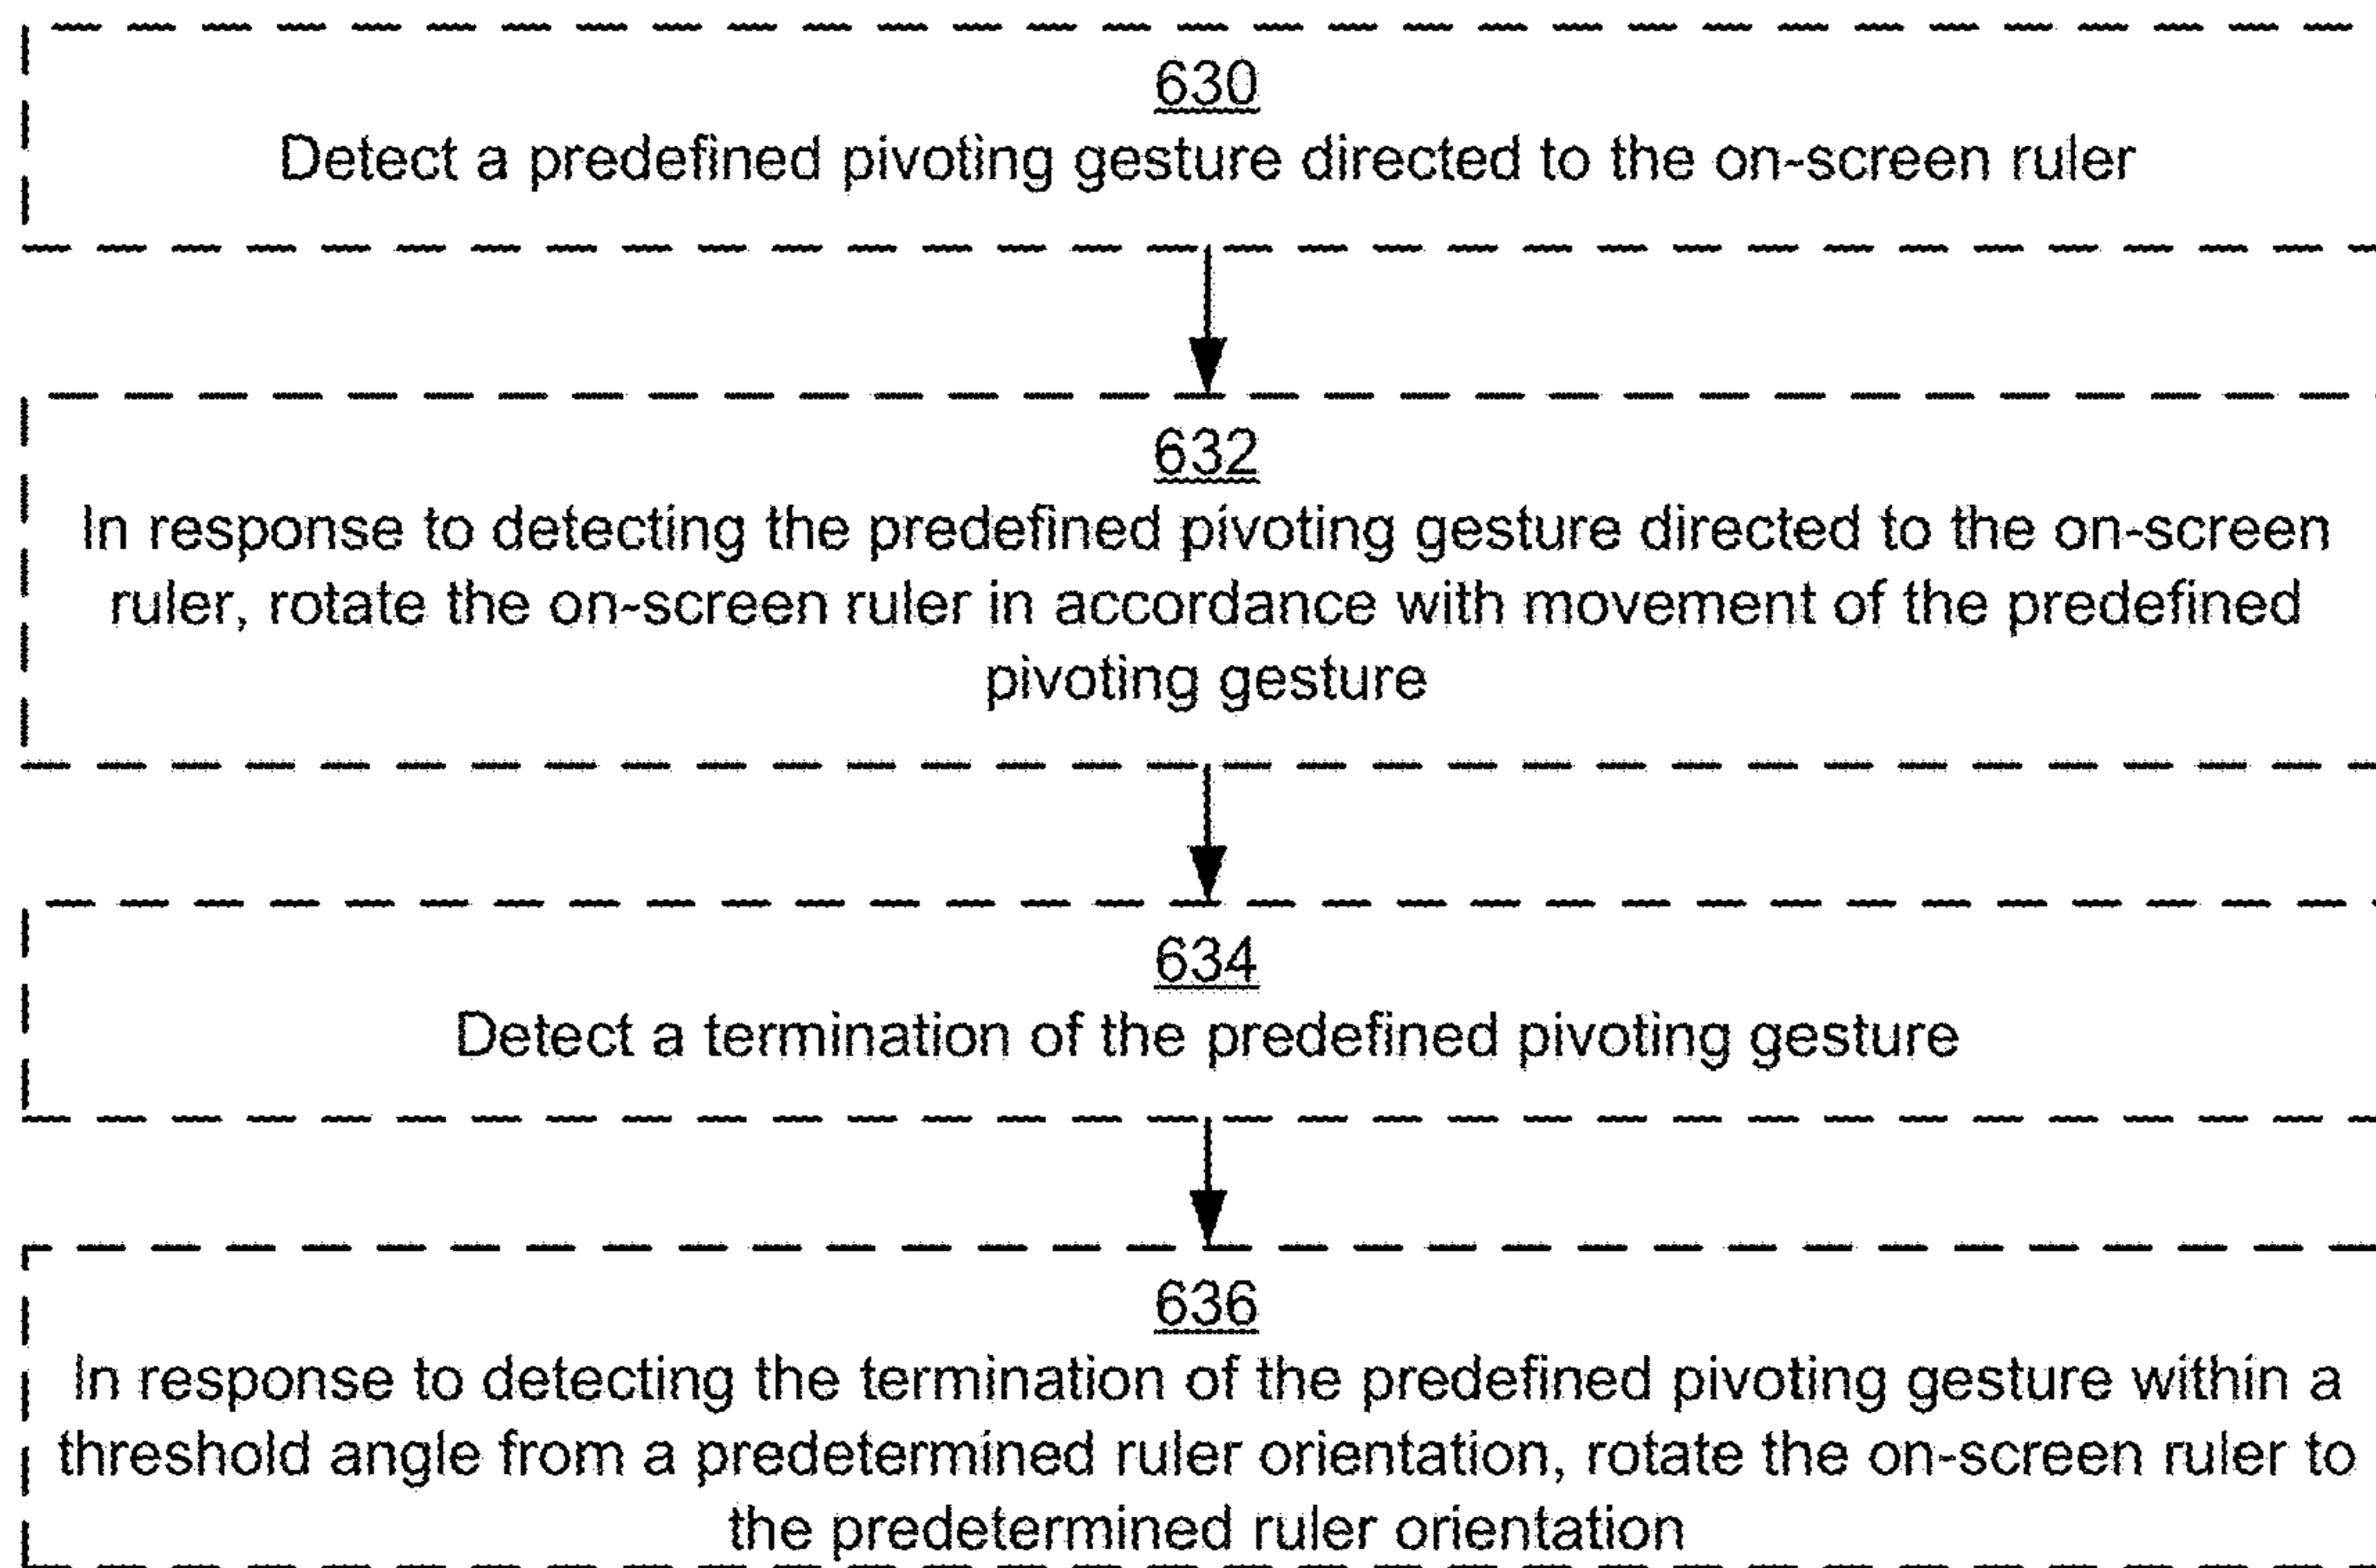 630
Detect a predefined pivoting gesture directed to the on-screen ruler
632
In response to detecting the predefined pivoting gesture directed to the on-screen
ruler, rotate the on-screen ruler in accordance with movement of the predefined
pivoting gesture
634
Detect a termination of the predefined pivoting gesture
636
In response to detecting the termination of the predefined pivoting gesture within a
threshold angle from a predetermined ruler orientation, rotate the on-screen ruler to
the predetermined ruler orientation